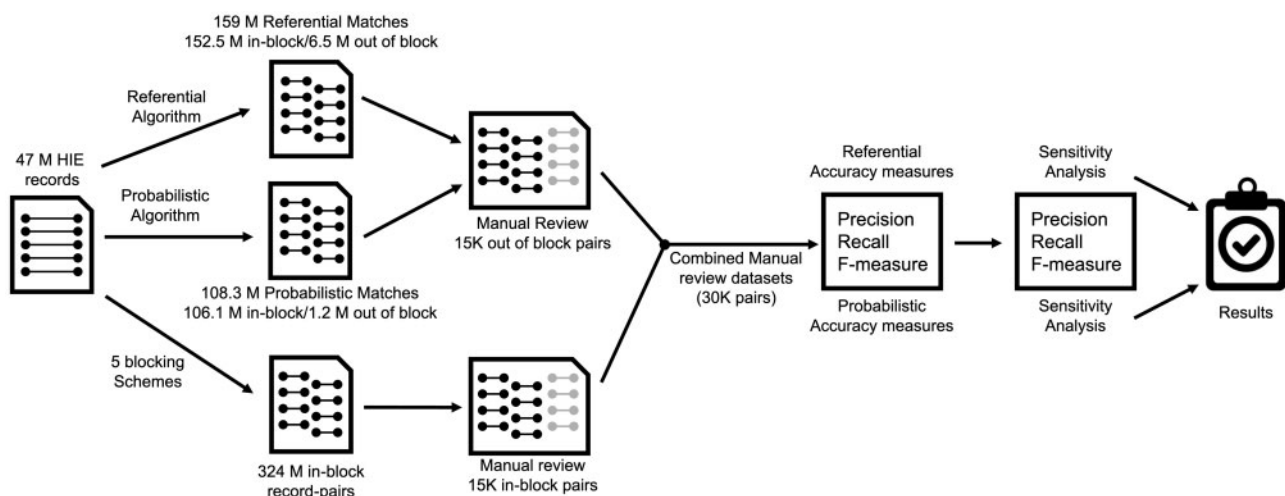 159 M Referential Matches
152.5 M in-block/6.5 M out of block
Referential
Algorithm
47 M HIE
records
Probabilistic
Algorithm
Manual Review
15K out of block pairs
108.3 M Probabilistic Matches
106.1 M in-block/1.2 M out of block
5 blocking
Schemes
324 M in-block
record-pairs
Manual review
15K in-block pairs
Combined Manual
review datasets
(30K pairs)
Referential
Accuracy measures
Precision
Recall
F-measure
Probabilistic
Accuracy measures
Sensitivity
Analysis
Precision
Recall
F-measure
Sensitivity
Analysis
Results